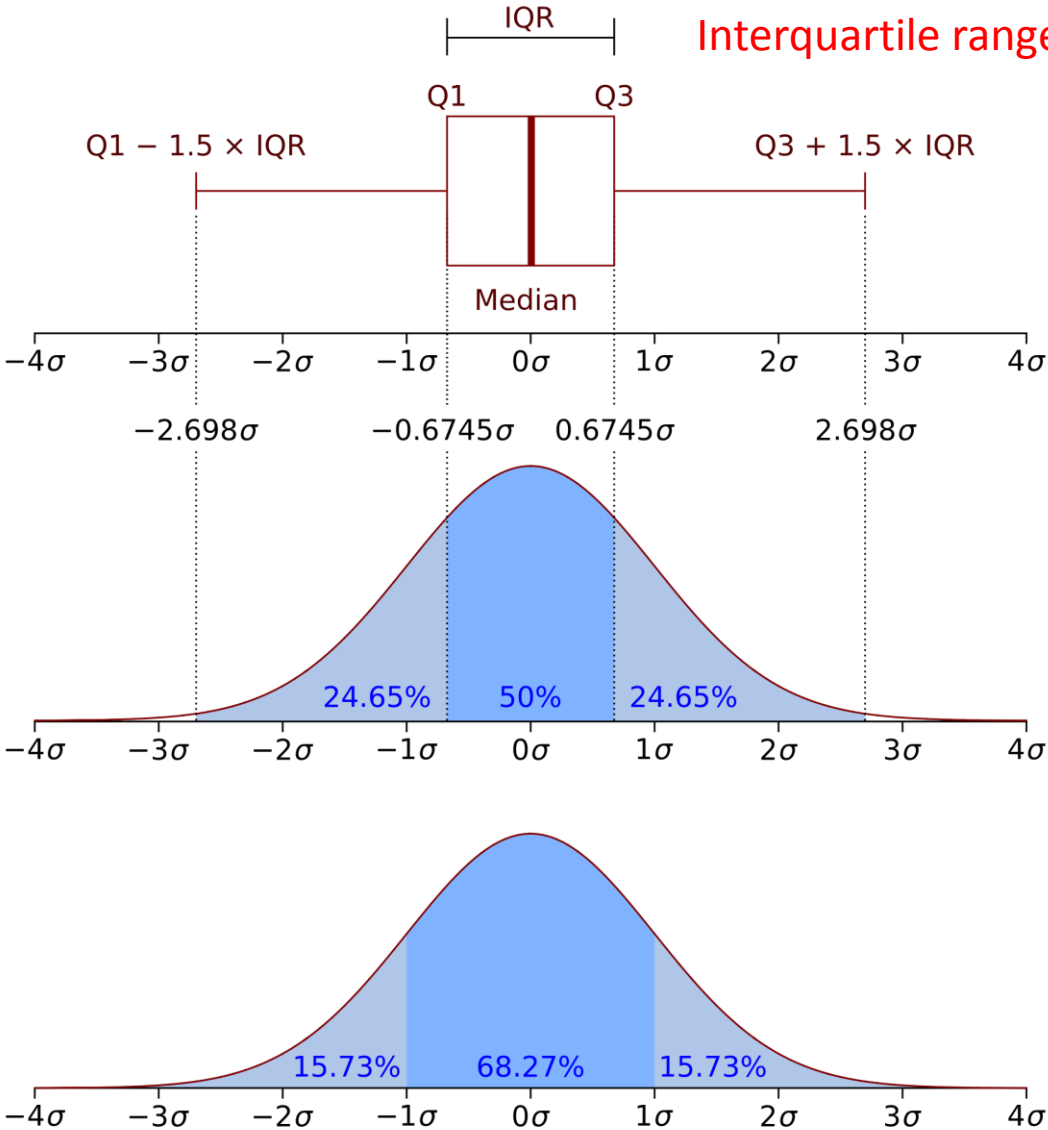 IQR
Interquartile range
Q1 Q3
Q1 − 1.5 × IQR Q3 + 1.5 × IQR
Median
−4σ −3σ −2σ −1σ 0σ 1σ 2σ 3σ 4σ
−2.698σ −0.6745σ 0.6745σ 2.698σ
24.65% 50% 24.65%
−4σ −3σ −2σ −1σ 0σ 1σ 2σ 3σ 4σ
15.73% 68.27% 15.73%
−4σ −3σ −2σ −1σ 0σ 1σ 2σ 3σ 4σ